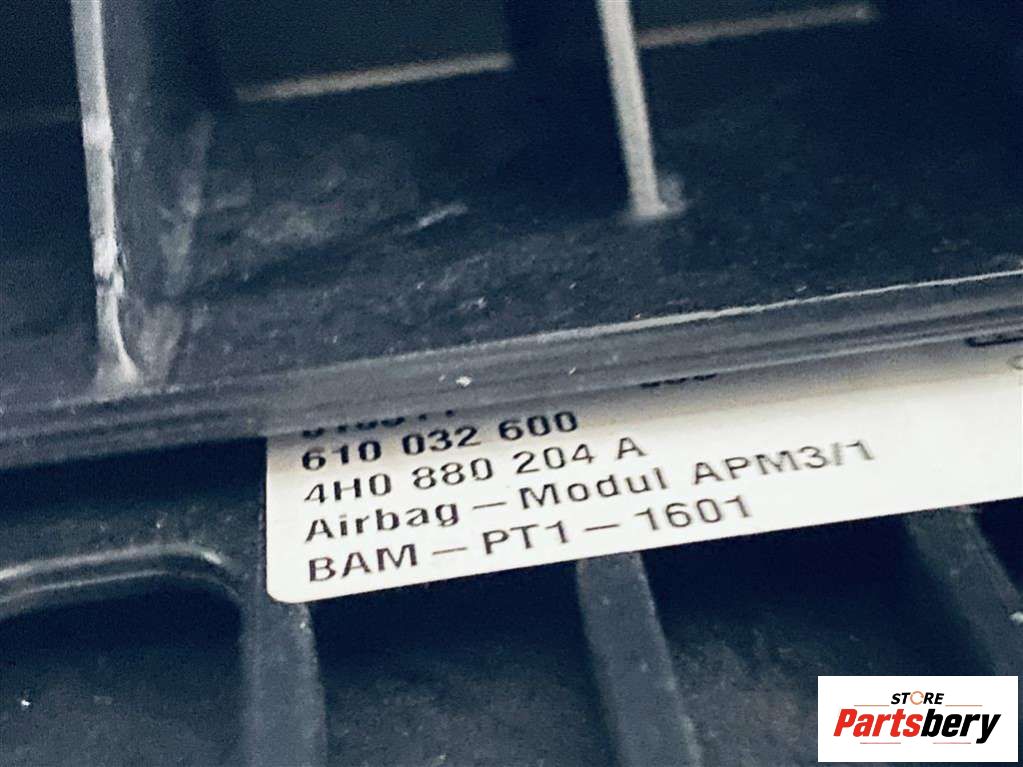 610 032 600
4H0 880 204 A
Airbag – Modul APM3/1
BAM – PT1 – 1601
STORE
Partsbery